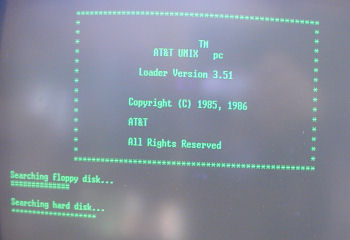 TM
AT&T UNIX pc
Loader Version 3.51
Copyright (C) 1985, 1986
AT&T
All Rights Reserved
Searching floppy disk...
Searching hard disk...